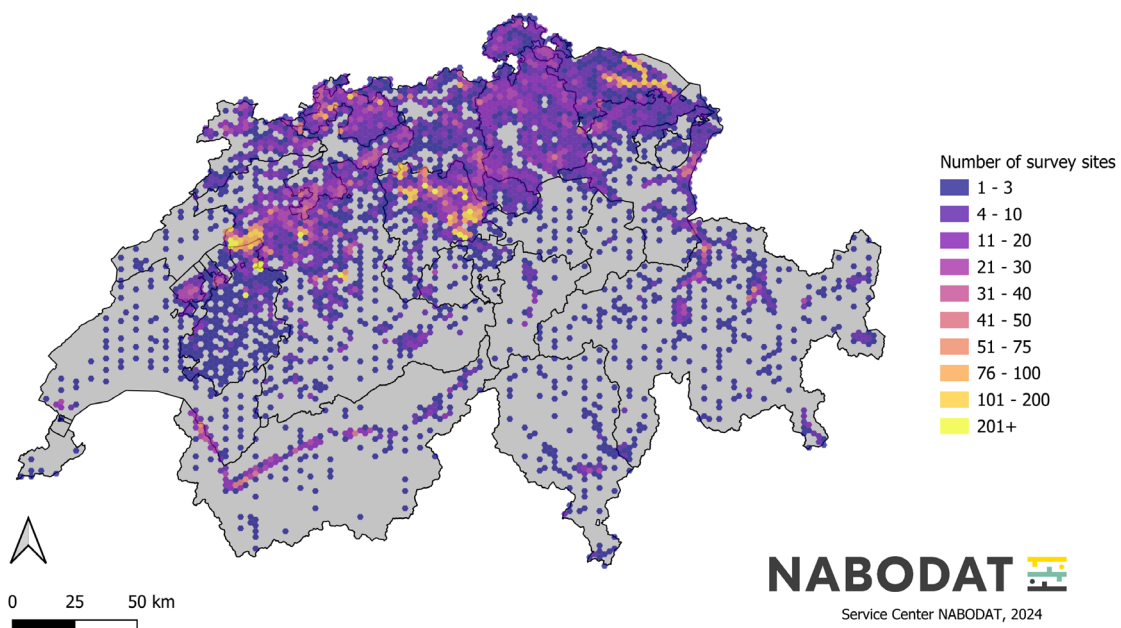 Number of survey sites
1 - 3
4 - 10
11 - 20
21 - 30
31 - 40
41 - 50
51 - 75
76 - 100
101 - 200
201+
0 25 50 km
NABODAT
Service Center NABODAT, 2024